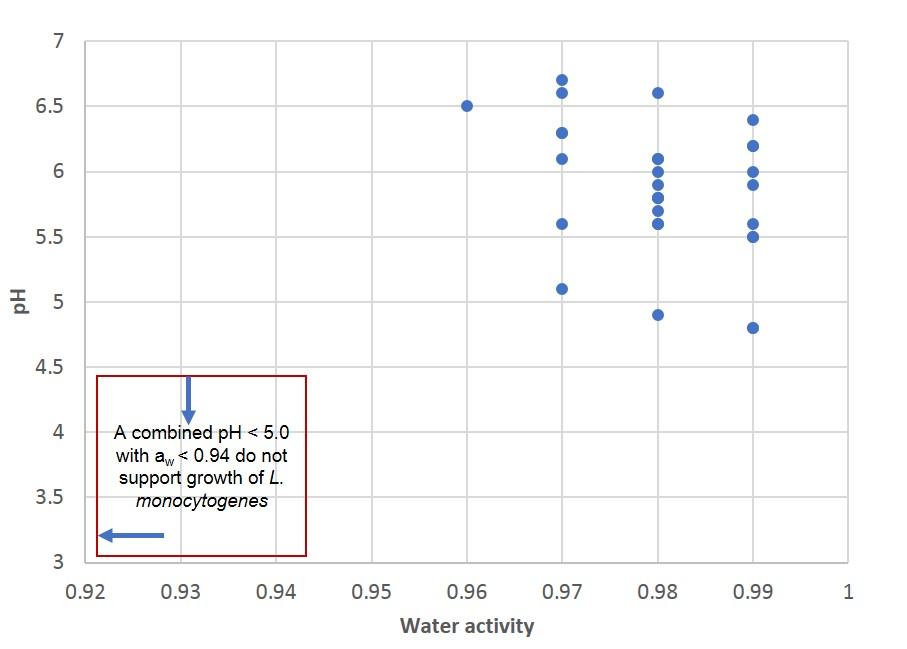 7
6.5
6
5.5
5
4.5
4
3.5
3
pH
A combined pH < 5.0
with aw < 0.94 do not
support growth of L.
monocytogenes
0.92 0.93 0.94 0.95 0.96 0.97 0.98 0.99 1
Water activity